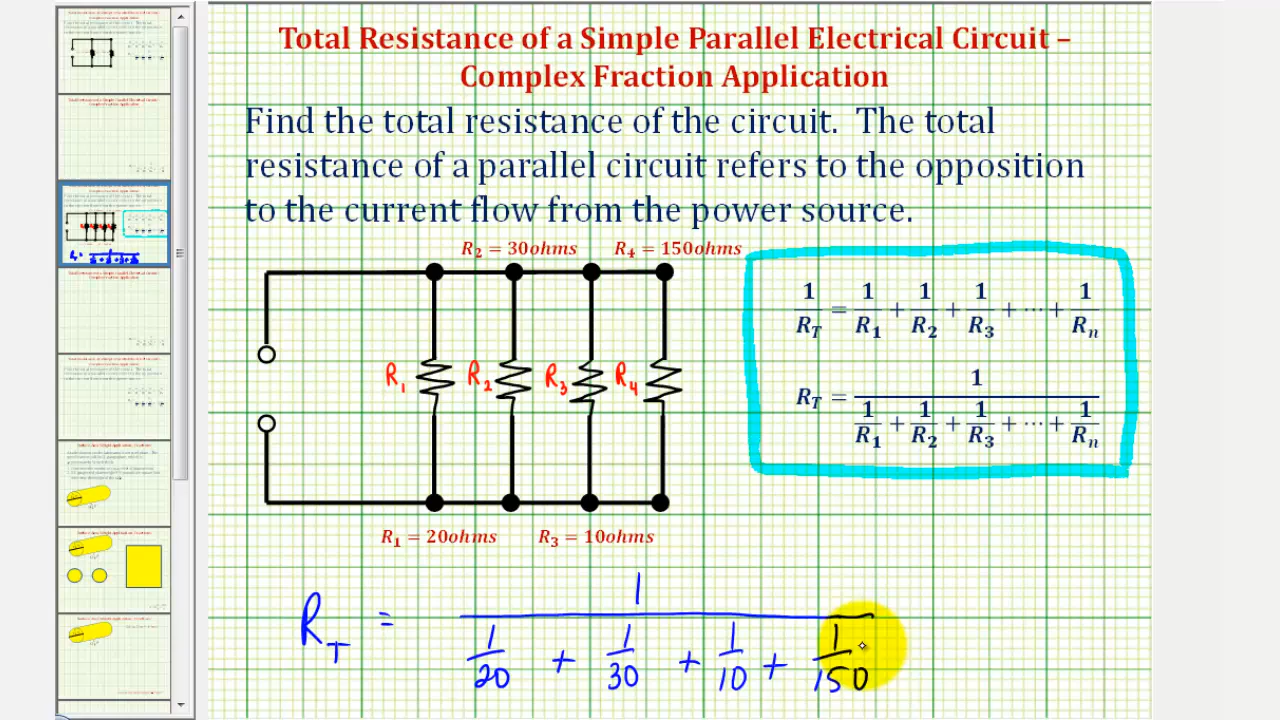 Total Resistance of a Simple Parallel Electrical Circuit –
Complex Fraction Application
Find the total resistance of the circuit. The total
resistance of a parallel circuit refers to the opposition
to the current flow from the power source.
R₂ = 30ohms R₄ = 150ohms
1/R_T = 1/R₁ + 1/R₂ + 1/R₃ + ⋯ + 1/Rₙ
R₁ R₂ R₃ R₄
R_T = 1/(1/R₁ + 1/R₂ + 1/R₃ + ⋯ + 1/Rₙ)
R₁ = 20ohms R₃ = 10ohms
R_T = 1/(1/20 + 1/30 + 1/10 + 1/150)